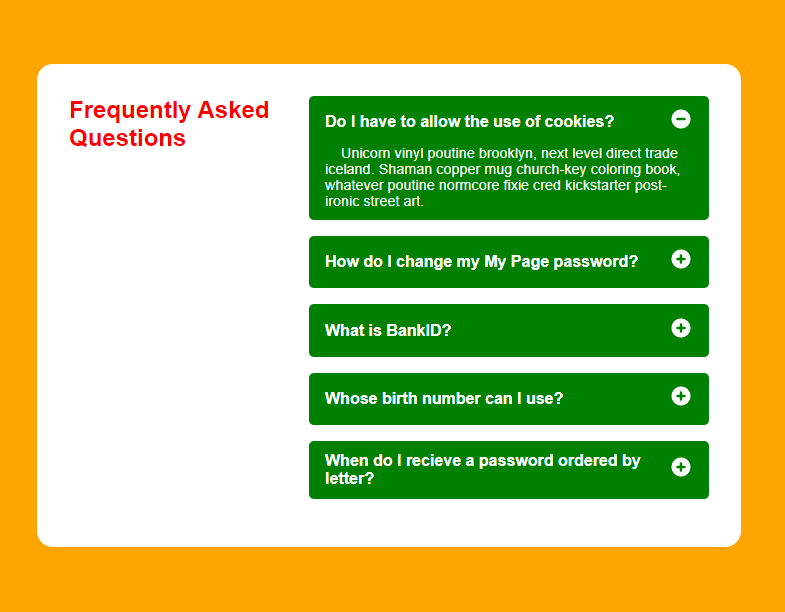 Frequently Asked
Questions
Do I have to allow the use of cookies?
Unicorn vinyl poutine brooklyn, next level direct trade
iceland. Shaman copper mug church-key coloring book,
whatever poutine normcore fixie cred kickstarter post-
ironic street art.
How do I change my My Page password?
What is BankID?
Whose birth number can I use?
When do I recieve a password ordered by
letter?